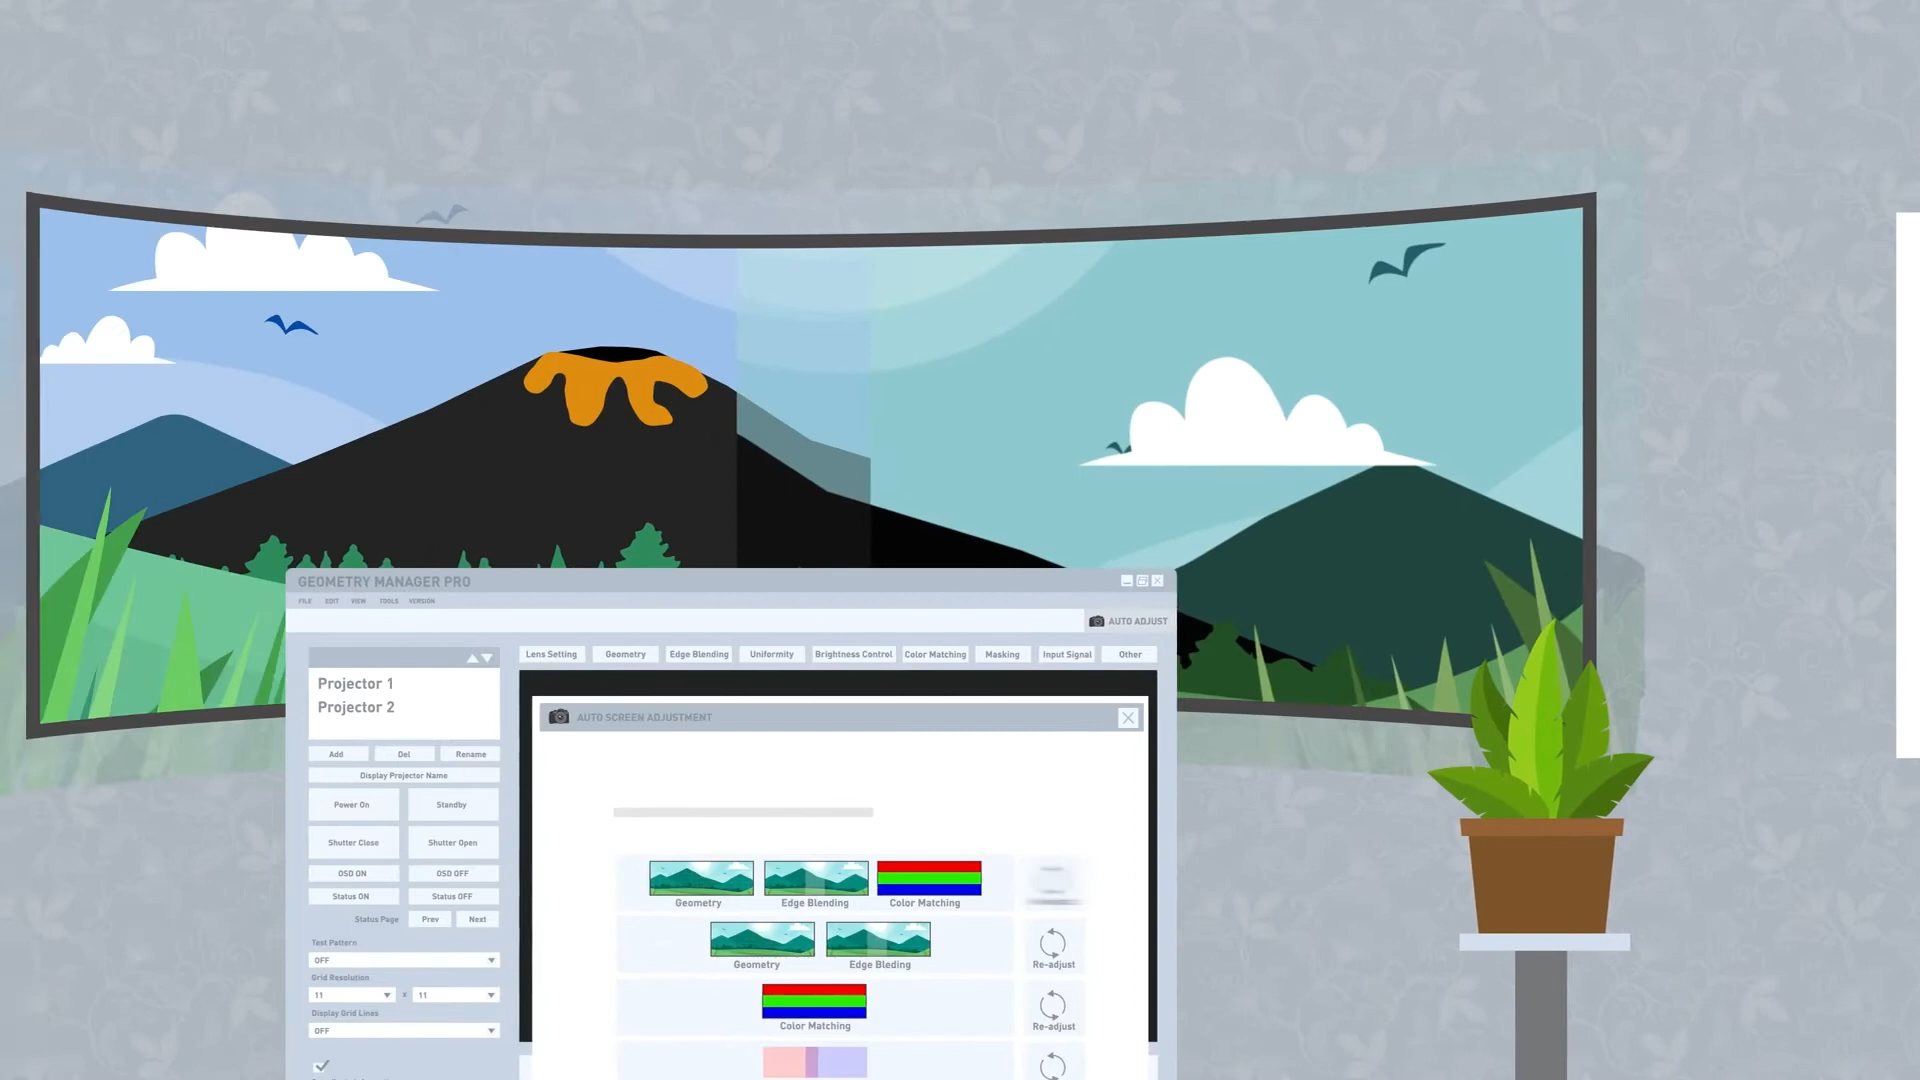 GEOMETRY MANAGER PRO
FILE EDIT VIEW TOOLS VERSION
AUTO ADJUST
Lens Setting Geometry Edge Blending Uniformity Brightness Control Color Matching Masking Input Signal Other
Projector 1
Projector 2
Add Del Rename
Display Projector Name
Power On Standby
Shutter Close Shutter Open
OSD ON OSD OFF
Status ON Status OFF
Status Page Prev Next
Test Pattern
OFF
Grid Resolution
11 x 11
Display Grid Lines
OFF
AUTO SCREEN ADJUSTMENT
Geometry Edge Blending Color Matching
Geometry Edge Bleding Re-adjust
Color Matching Re-adjust